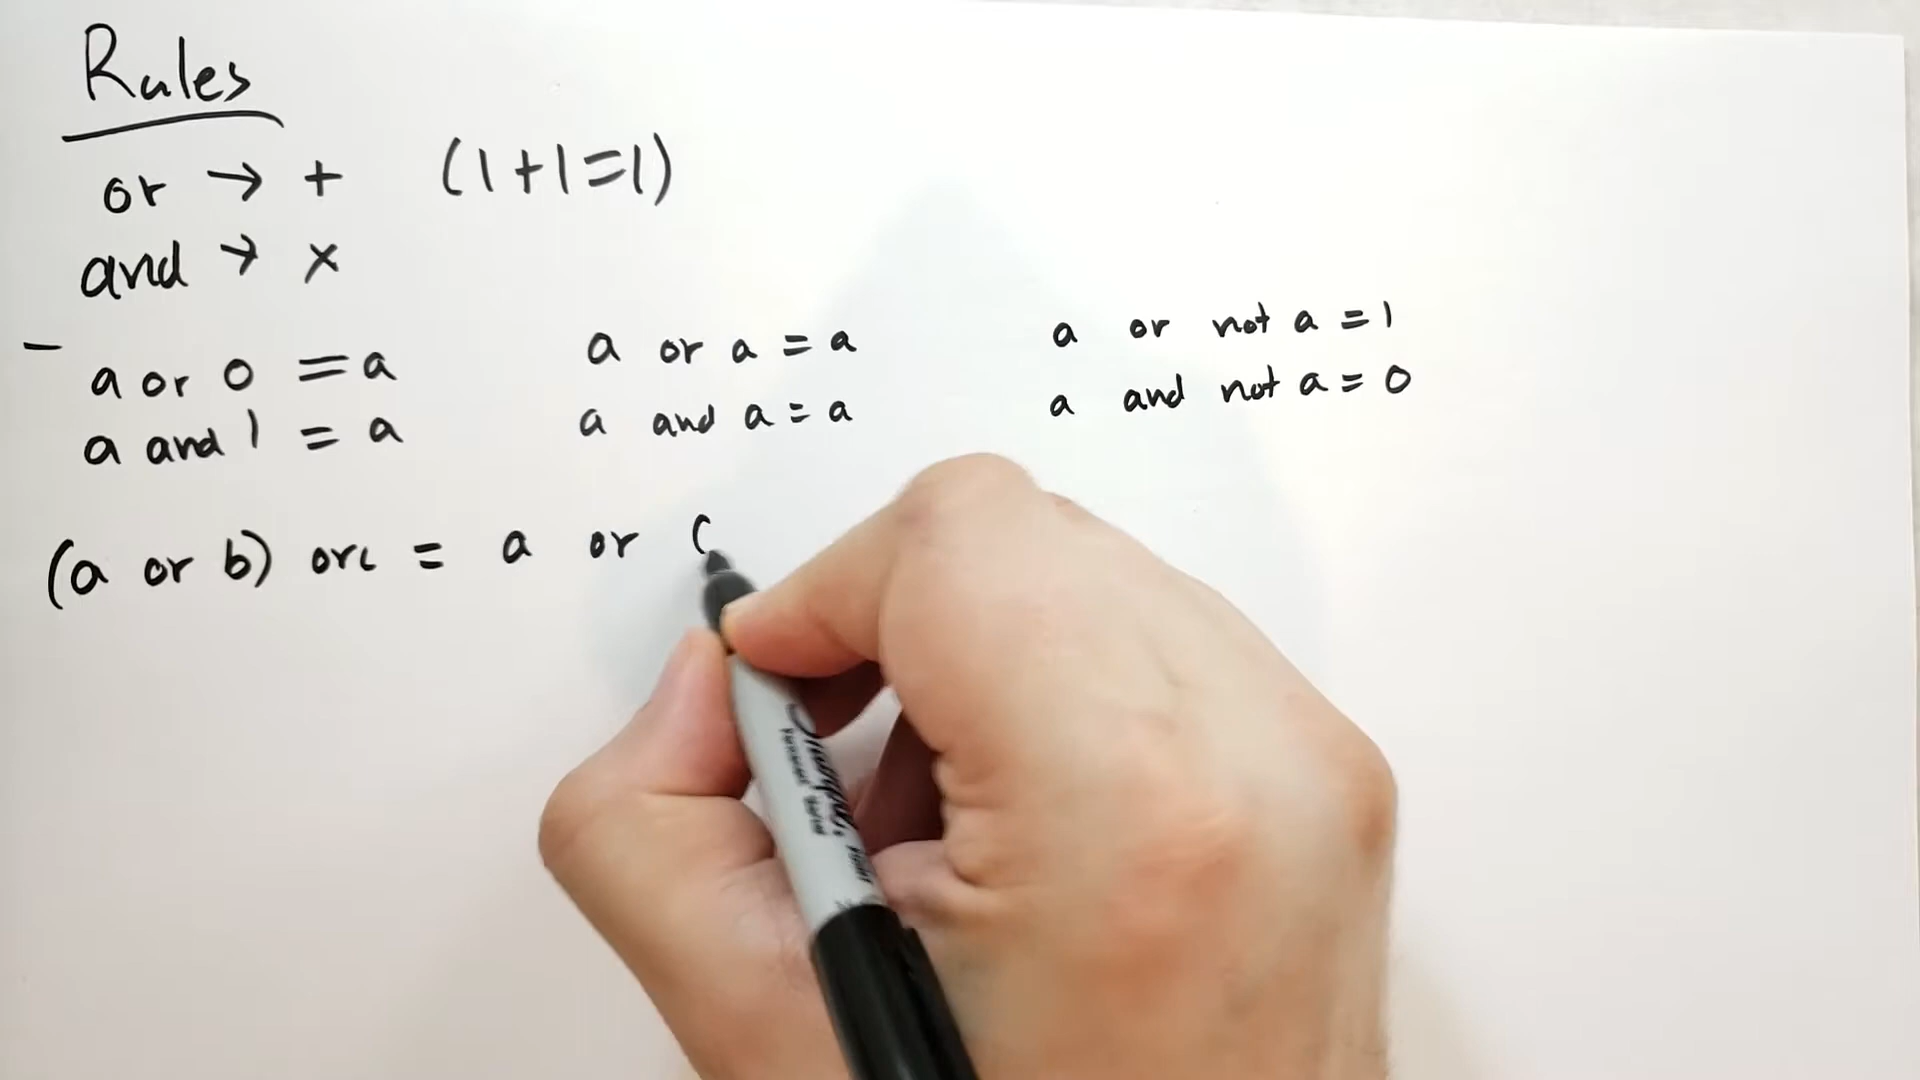 Rules
or → + (1+1=1)
and → ×
a or 0 = a
a and 1 = a
a or a = a
a and a = a
a or not a = 1
a and not a = 0
(a or b) or c = a or (
Sharpie